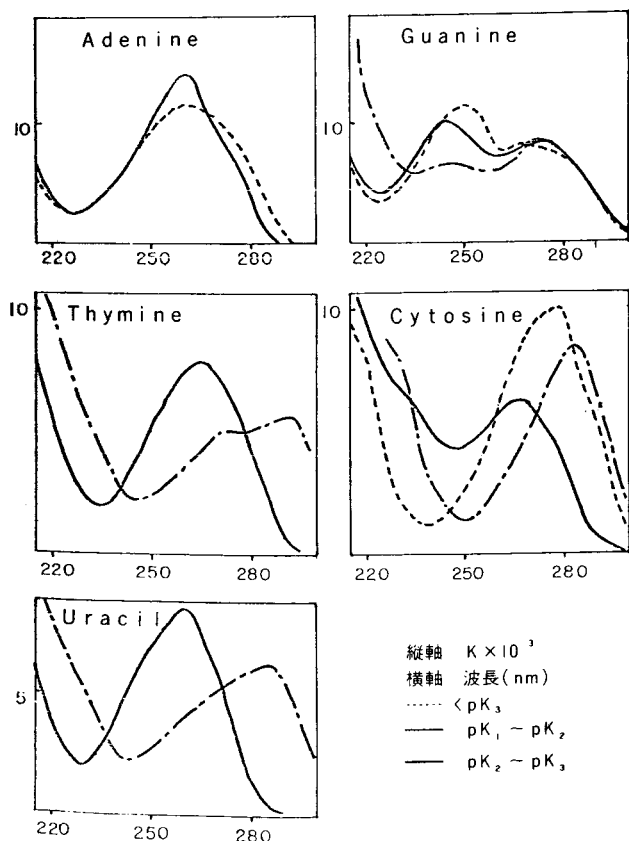 Adenine
10
220 250 280
Guanine
10
220 250 280
Thymine
10
220 250 280
Cytosine
10
220 250 280
Uracil
5
220 250 280
縦軸 K×10³
横軸 波長(nm)
<pK₃
pK₁ ~ pK₂
pK₂ ~ pK₃